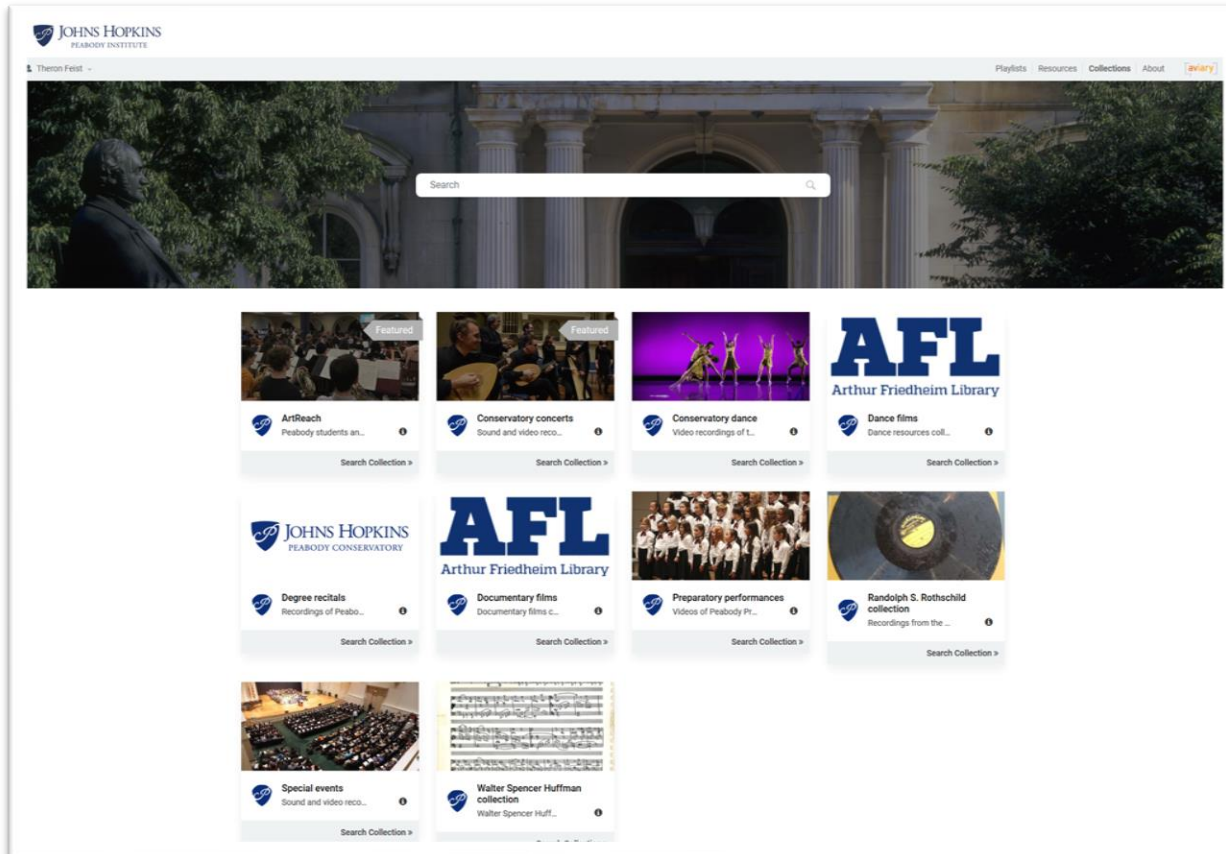 JOHNS HOPKINS
PEABODY INSTITUTE
Theron Feist
Playlists Resources Collections About aviary
Search
Featured
Featured
AFL
Arthur Friedheim Library
ArtReach
Peabody students an...
Search Collection »
Conservatory concerts
Sound and video reco...
Search Collection »
Conservatory dance
Video recordings of t...
Search Collection »
Dance films
Dance resources coll...
Search Collection »
JOHNS HOPKINS
PEABODY CONSERVATORY
Degree recitals
Recordings of Peabo...
Search Collection »
AFL
Arthur Friedheim Library
Documentary films
Documentary films c...
Search Collection »
Preparatory performances
Videos of Peabody Pr...
Search Collection »
Randolph S. Rothschild
collection
Recordings from the ...
Search Collection »
Special events
Sound and video reco...
Search Collection »
Walter Spencer Huffman
collection
Walter Spencer Huff...